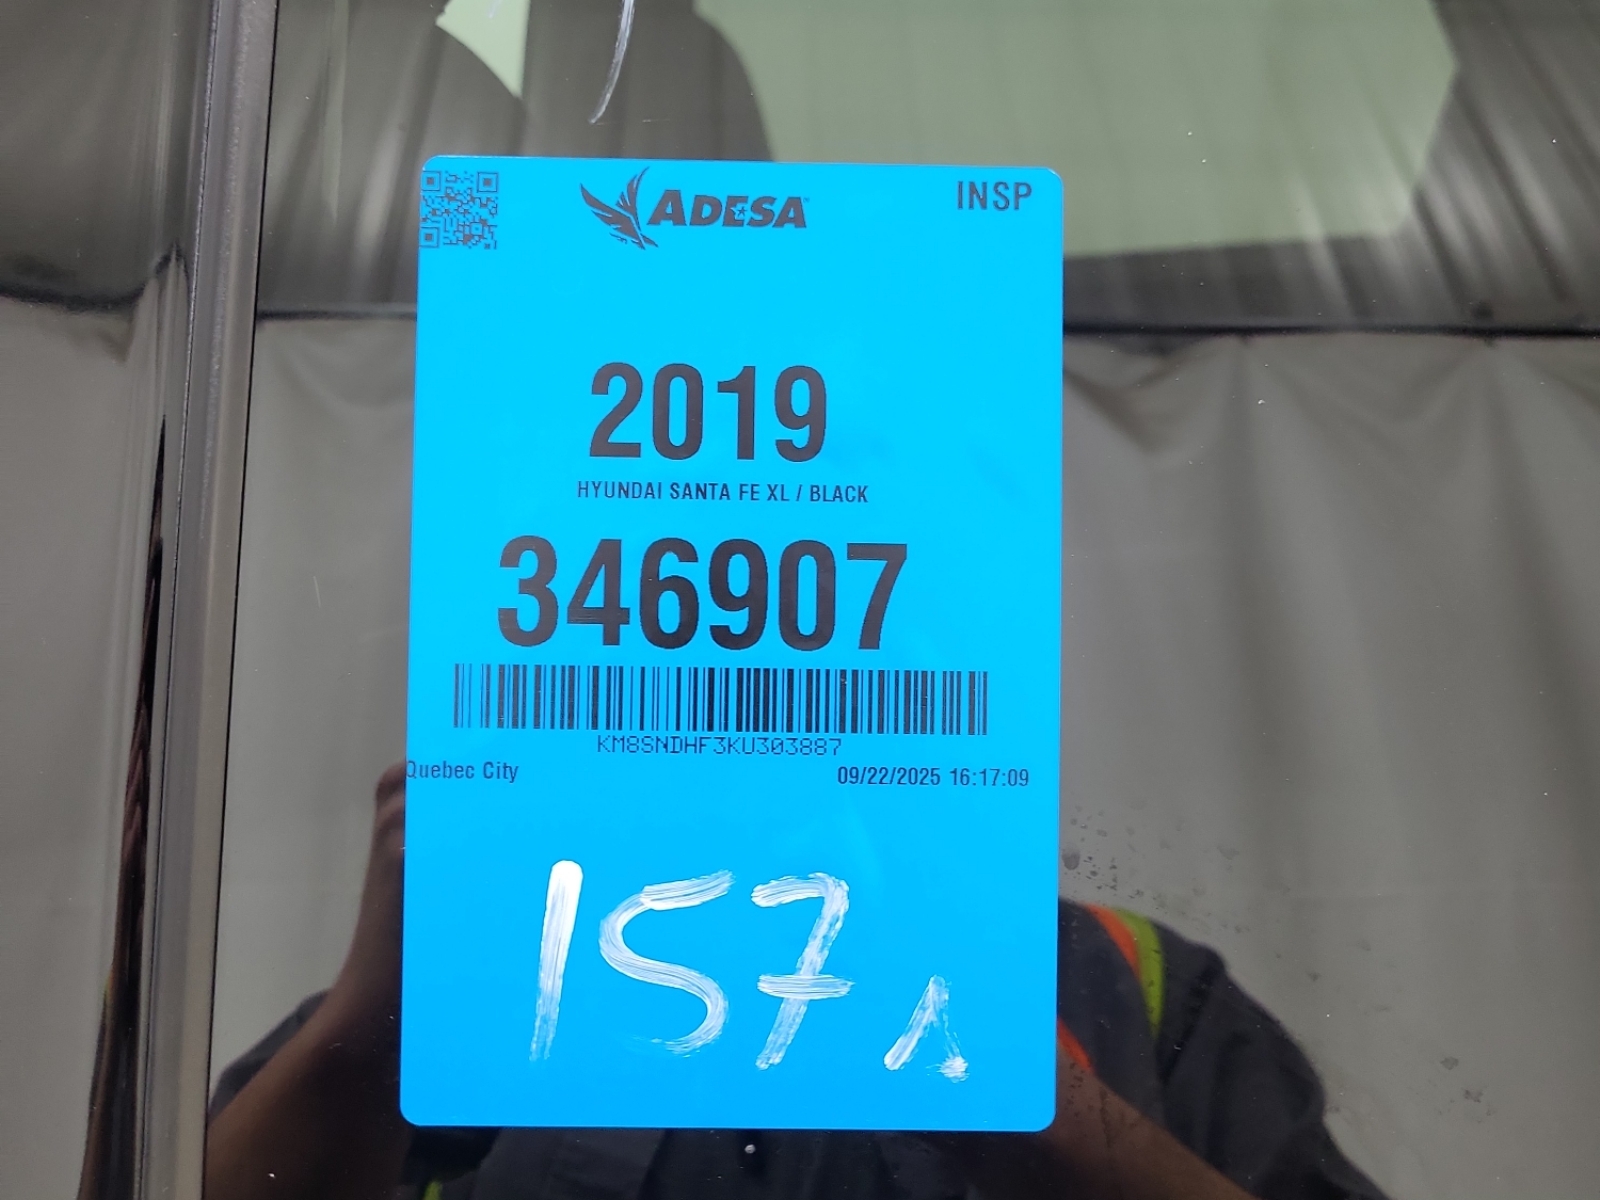 ADESA
INSP
2019
HYUNDAI SANTA FE XL / BLACK
346907
KM8SNDHF3KU303887
Quebec City
09/22/2025 16:17:09
157